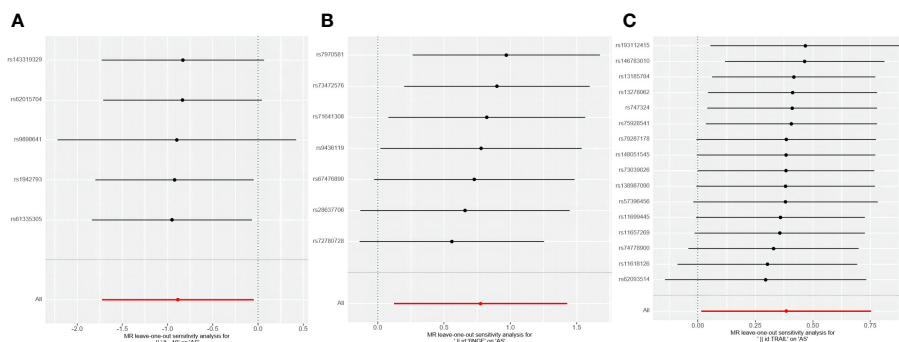 A
rs143319329
rs62015704
rs9898641
rs1942793
rs61335305
All
-2.0
-1.5
-1.0
-0.5
0.0
0.5
MR leave-one-out sensitivity analysis for
B
rs7970581
rs73472576
rs71641308
rs9436119
rs67476890
rs28637706
rs72780728
All
0.0
0.5
1.0
1.5
MR leave-one-out sensitivity analysis for
C
rs193112415
rs146783010
rs13185784
rs13278062
rs747324
rs75928541
rs79287178
rs148051545
rs73039026
rs138987090
rs57396456
rs11699445
rs11657269
rs74778900
rs11618126
rs62093514
All
0.00
0.25
0.50
0.75
MR leave-one-out sensitivity analysis for
' || id:TRAIL' on 'AS'